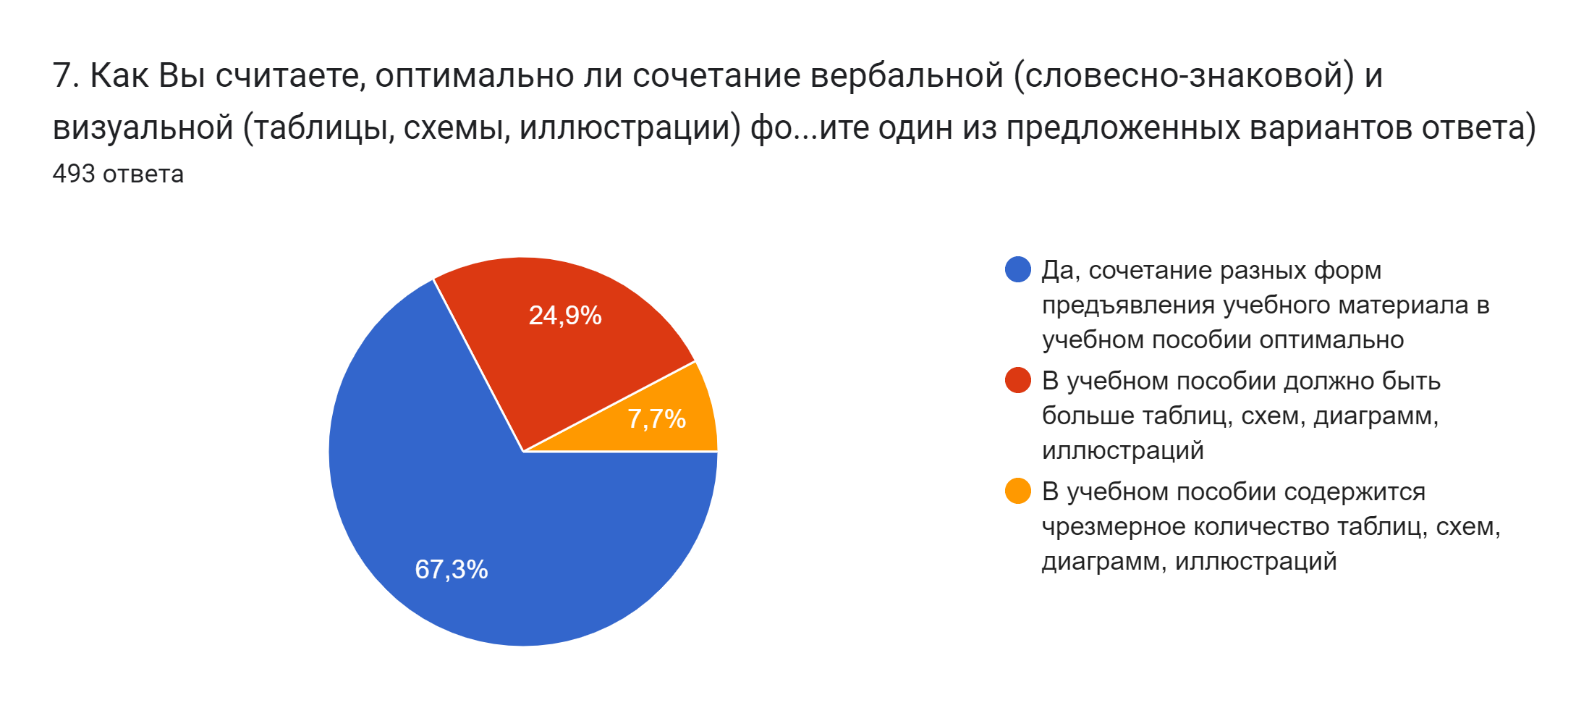 7. Как Вы считаете, оптимально ли сочетание вербальной (словесно-знаковой) и
визуальной (таблицы, схемы, иллюстрации) фо...ите один из предложенных вариантов ответа)
493 ответа
24,9%
7,7%
67,3%
Да, сочетание разных форм
предъявления учебного материала в
учебном пособии оптимально
В учебном пособии должно быть
больше таблиц, схем, диаграмм,
иллюстраций
В учебном пособии содержится
чрезмерное количество таблиц, схем,
диаграмм, иллюстраций